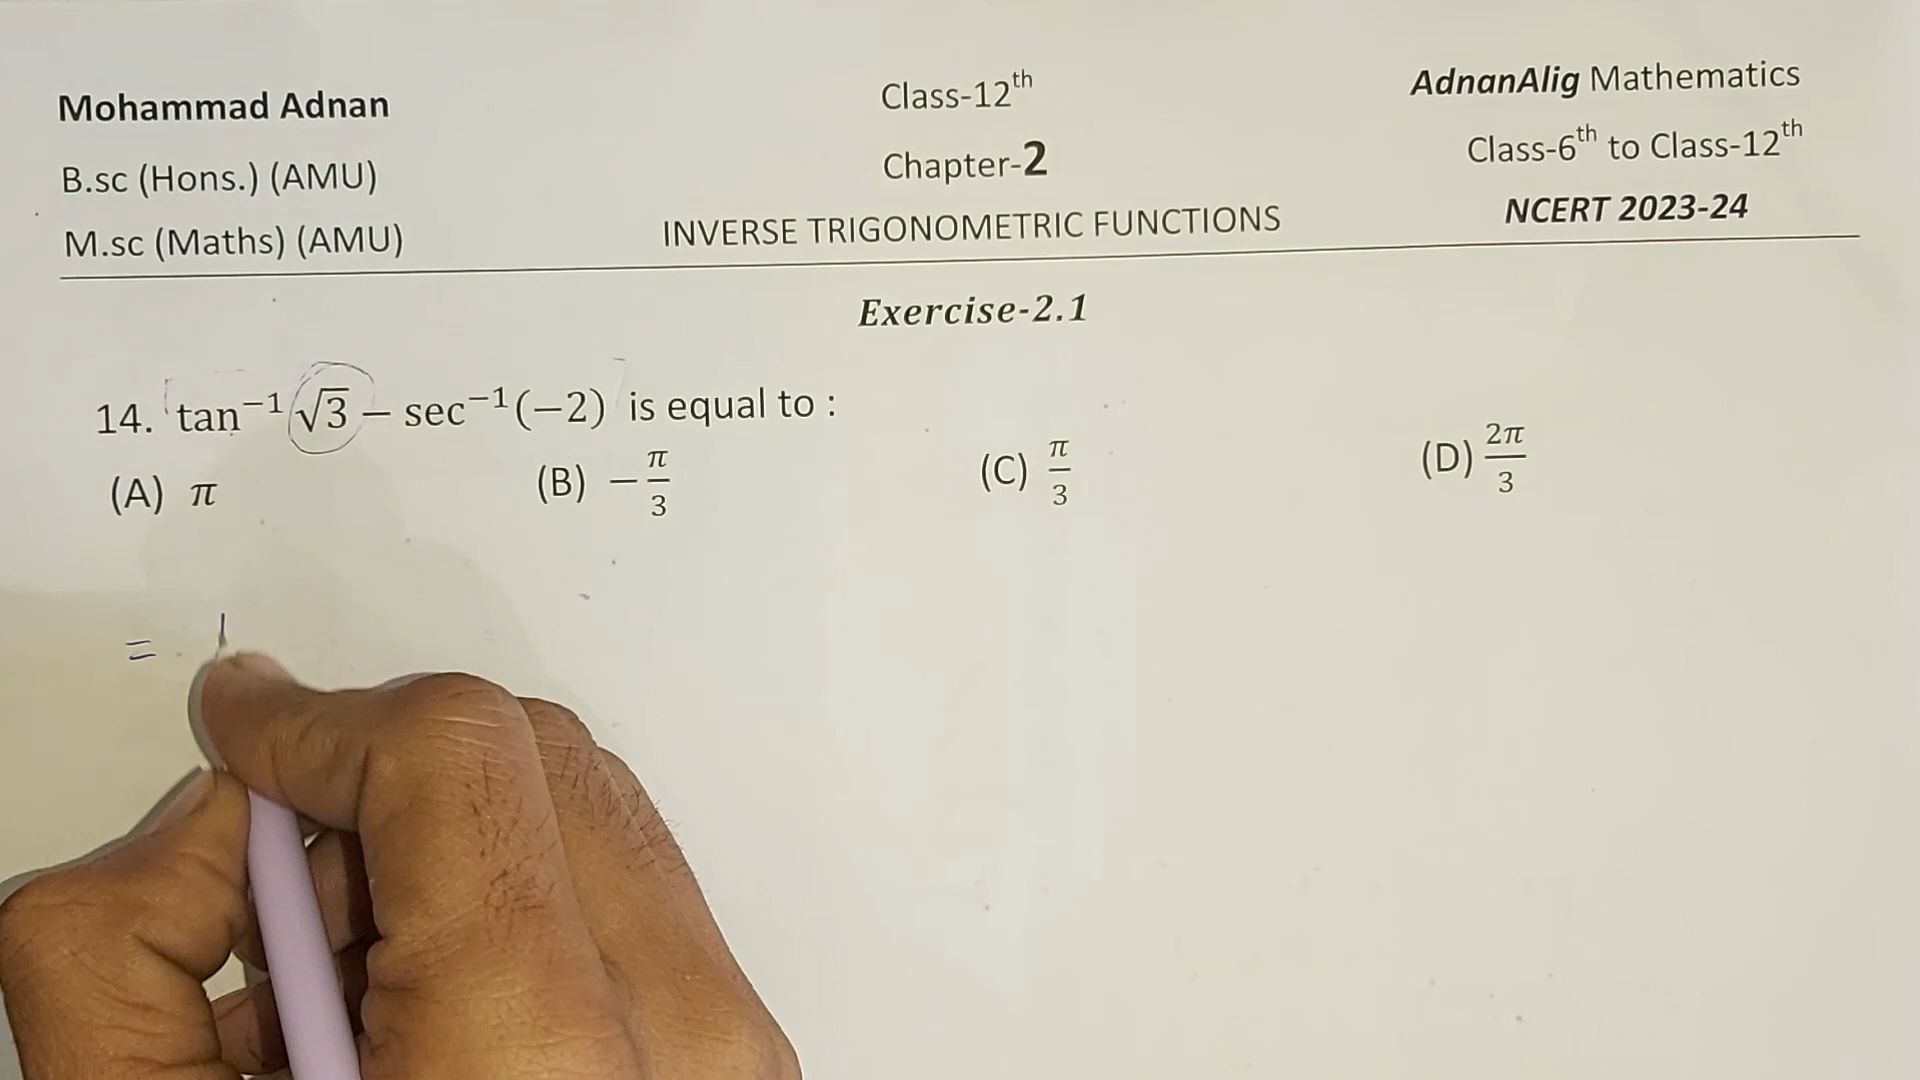 Mohammad Adnan
B.sc (Hons.) (AMU)
M.sc (Maths) (AMU)
Class-12th
Chapter-2
INVERSE TRIGONOMETRIC FUNCTIONS
AdnanAlig Mathematics
Class-6th to Class-12th
NCERT 2023-24
Exercise-2.1
14. tan⁻¹ √3 − sec⁻¹(−2) is equal to :
(A) π (B) −π/3 (C) π/3 (D) 2π/3
=